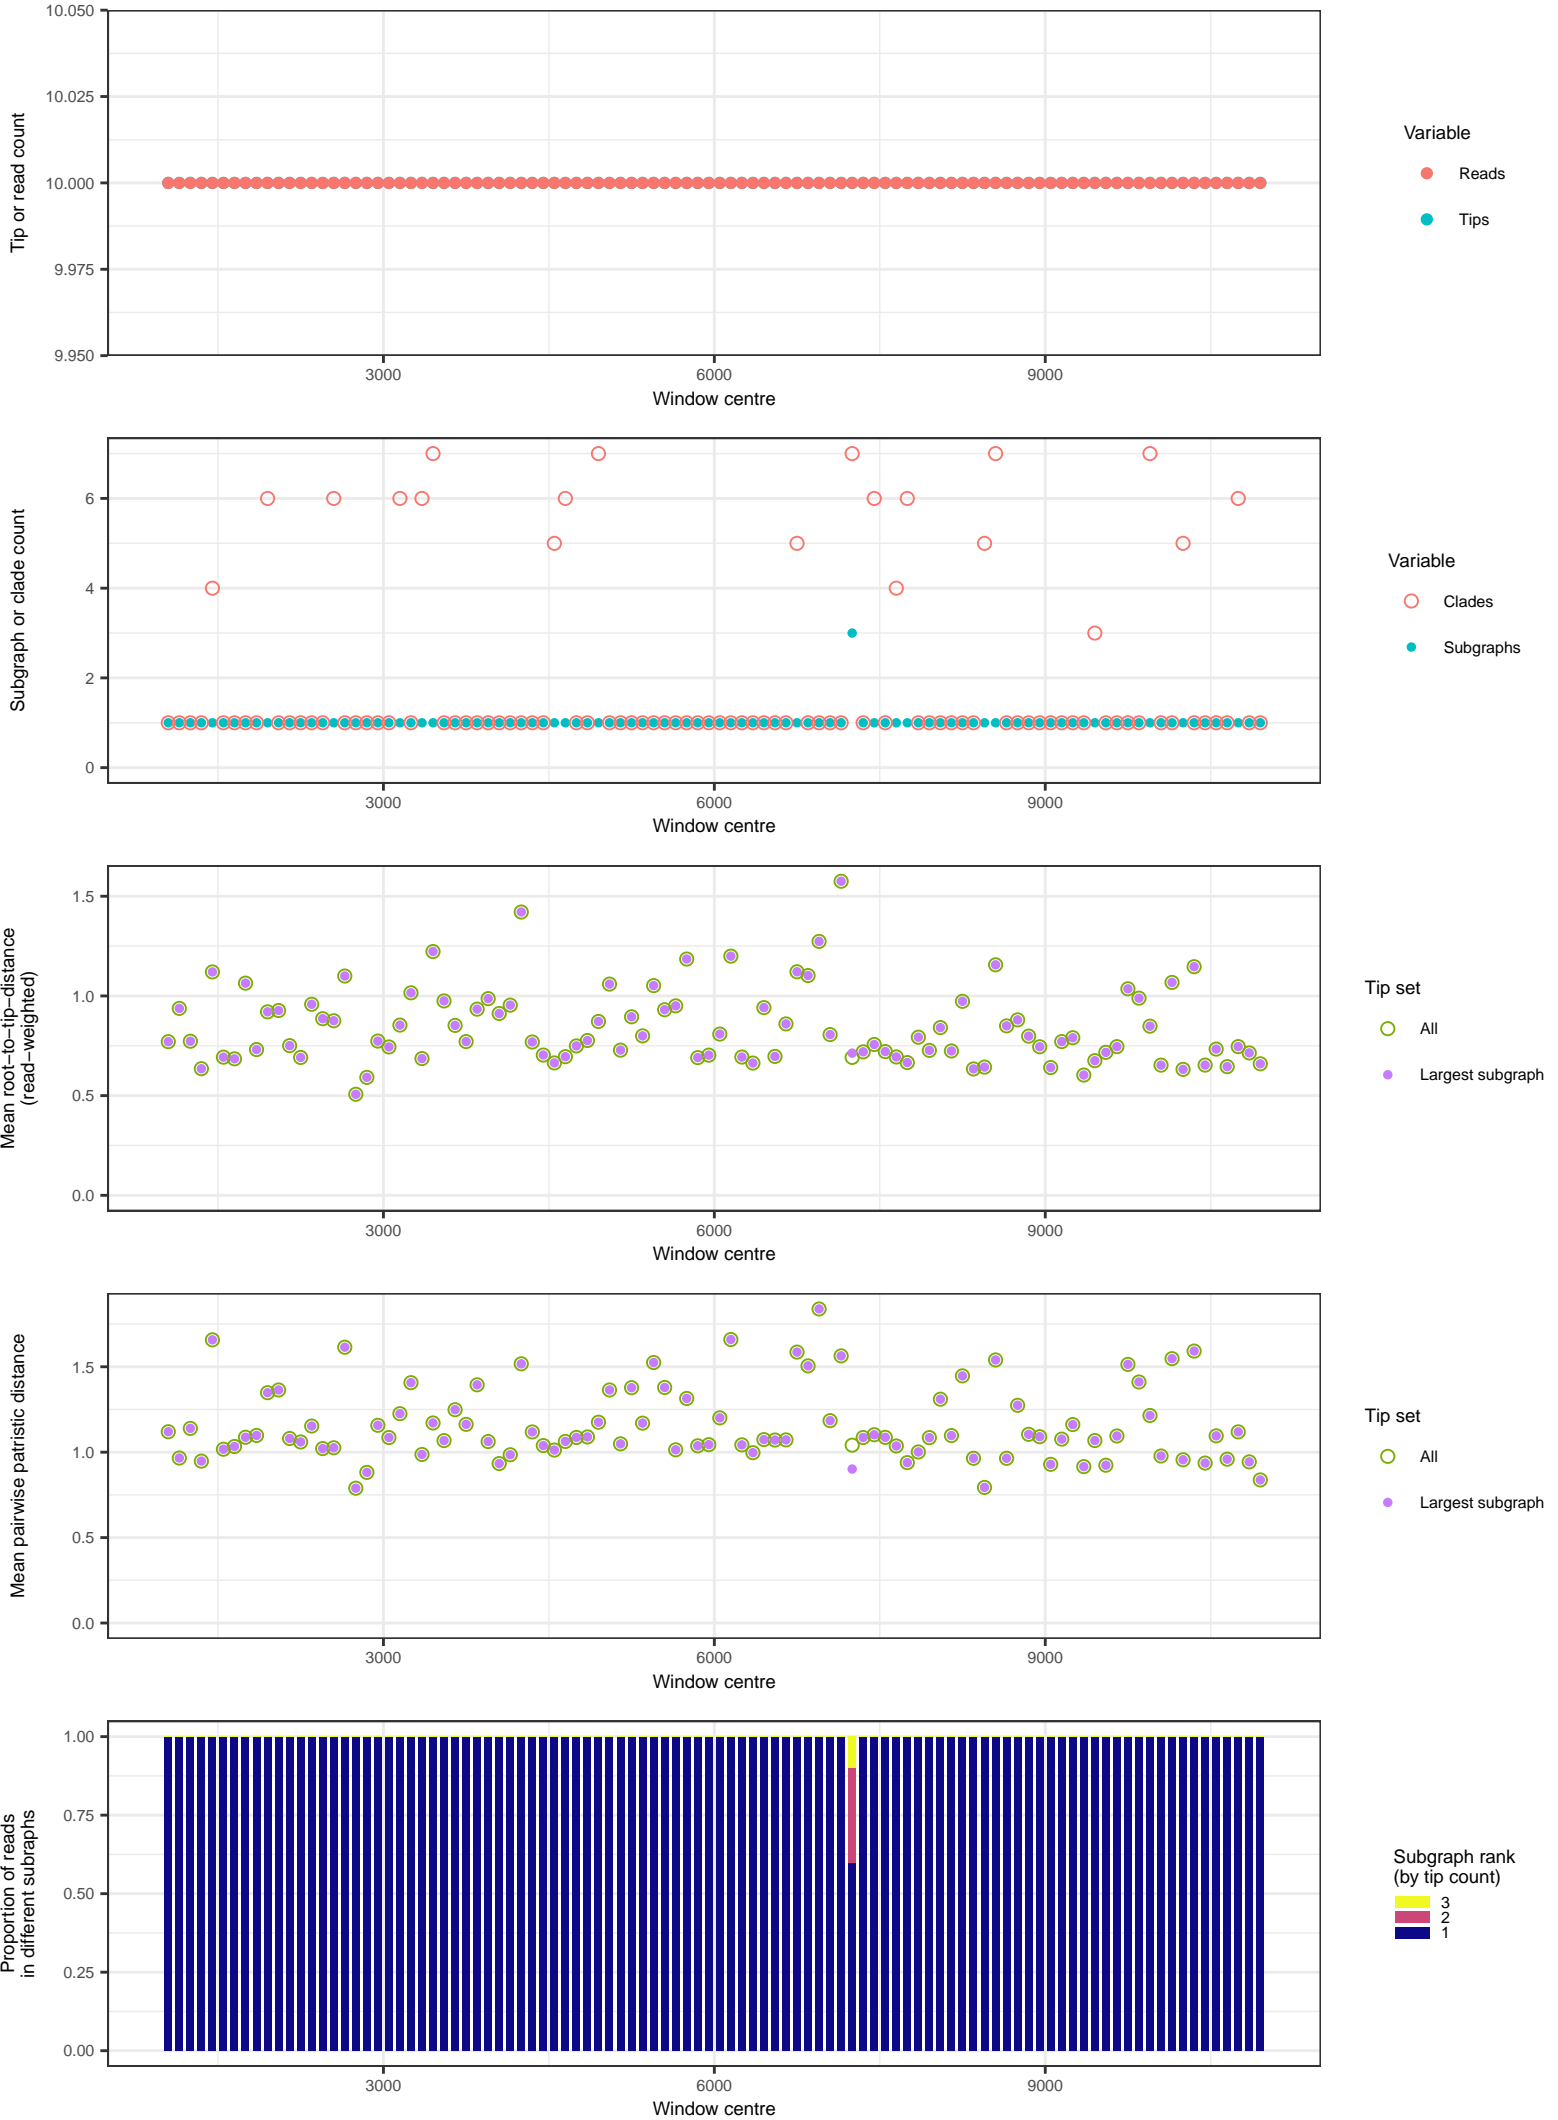 10.050
10.025
10.000
9.975
9.950
Tip or read count
3000
6000
9000
Window centre
Variable
Reads
Tips
6
4
2
0
Subgraph or clade count
3000
6000
9000
Window centre
Variable
Clades
Subgraphs
1.5
1.0
0.5
0.0
Mean root−to−tip−distance
(read−weighted)
3000
6000
9000
Window centre
Tip set
All
Largest subgraph
1.5
1.0
0.5
0.0
Mean pairwise patristic distance
3000
6000
9000
Window centre
Tip set
All
Largest subgraph
1.00
0.75
0.50
0.25
0.00
Proportion of reads
in different subraphs
3000
6000
9000
Window centre
Subgraph rank
(by tip count)
3
2
1